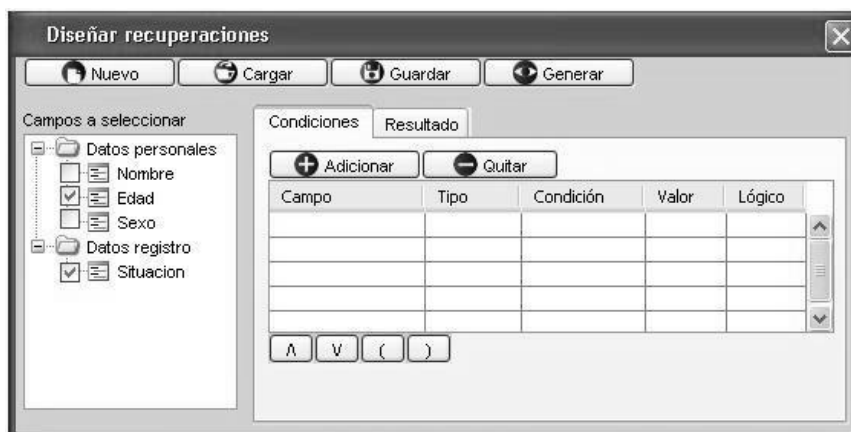 Diseñar recuperaciones
Nuevo Cargar Guardar Generar
Campos a seleccionar
Datos personales
Nombre
Edad
Sexo
Datos registro
Situacion
Condiciones Resultado
Adicionar Quitar
Campo Tipo Condición Valor Lógico
Λ V ( )